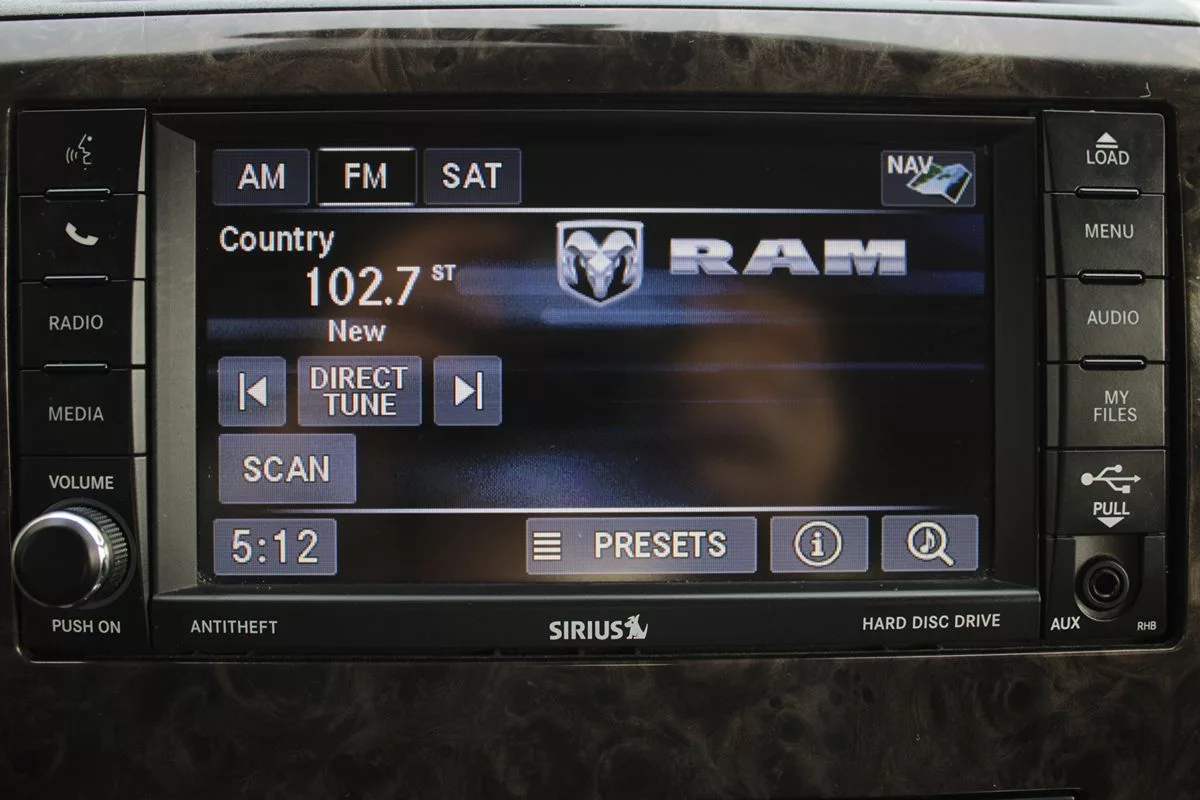 AM
FM
SAT
NAV
Country
102.7 ST
New
RAM
DIRECT
TUNE
SCAN
5:12
PRESETS
i
RADIO
MEDIA
VOLUME
PUSH ON
ANTITHEFT
SIRIUS
HARD DISC DRIVE
LOAD
MENU
AUDIO
MY
FILES
PULL
AUX
RHB